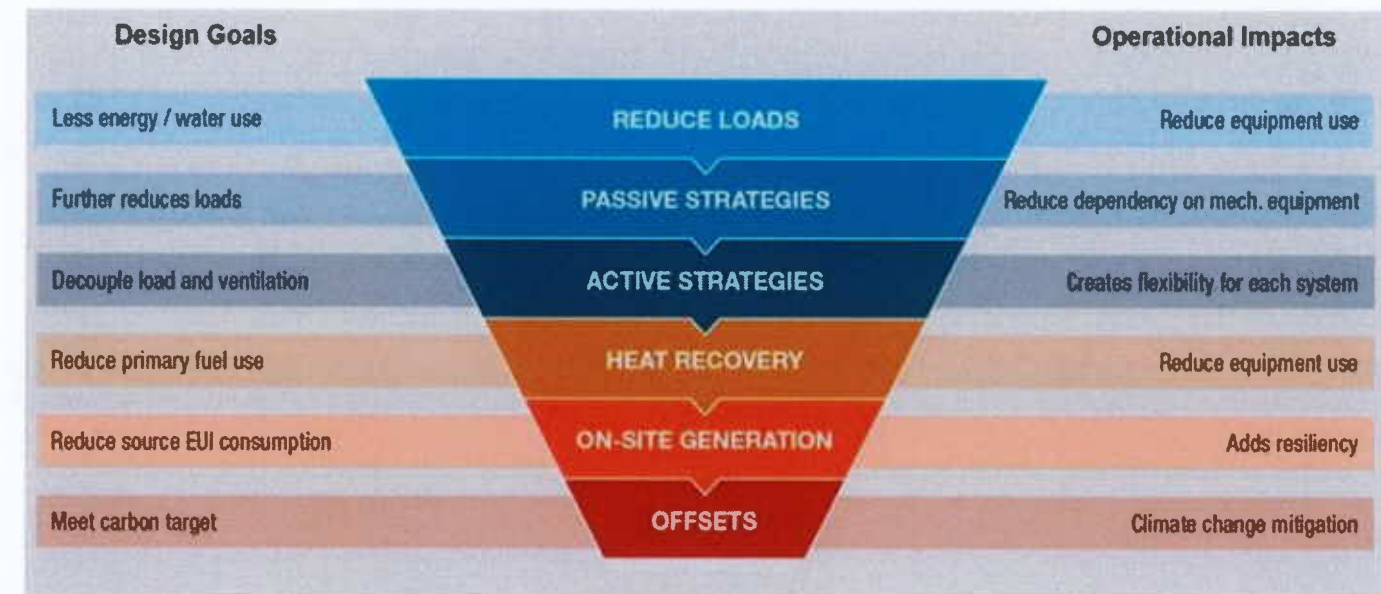 Design Goals
Operational Impacts
Less energy / water use
REDUCE LOADS
Reduce equipment use
Further reduces loads
PASSIVE STRATEGIES
Reduce dependency on mech. equipment
Decouple load and ventilation
ACTIVE STRATEGIES
Creates flexibility for each system
Reduce primary fuel use
HEAT RECOVERY
Reduce equipment use
Reduce source EUI consumption
ON-SITE GENERATION
Adds resiliency
Meet carbon target
OFFSETS
Climate change mitigation